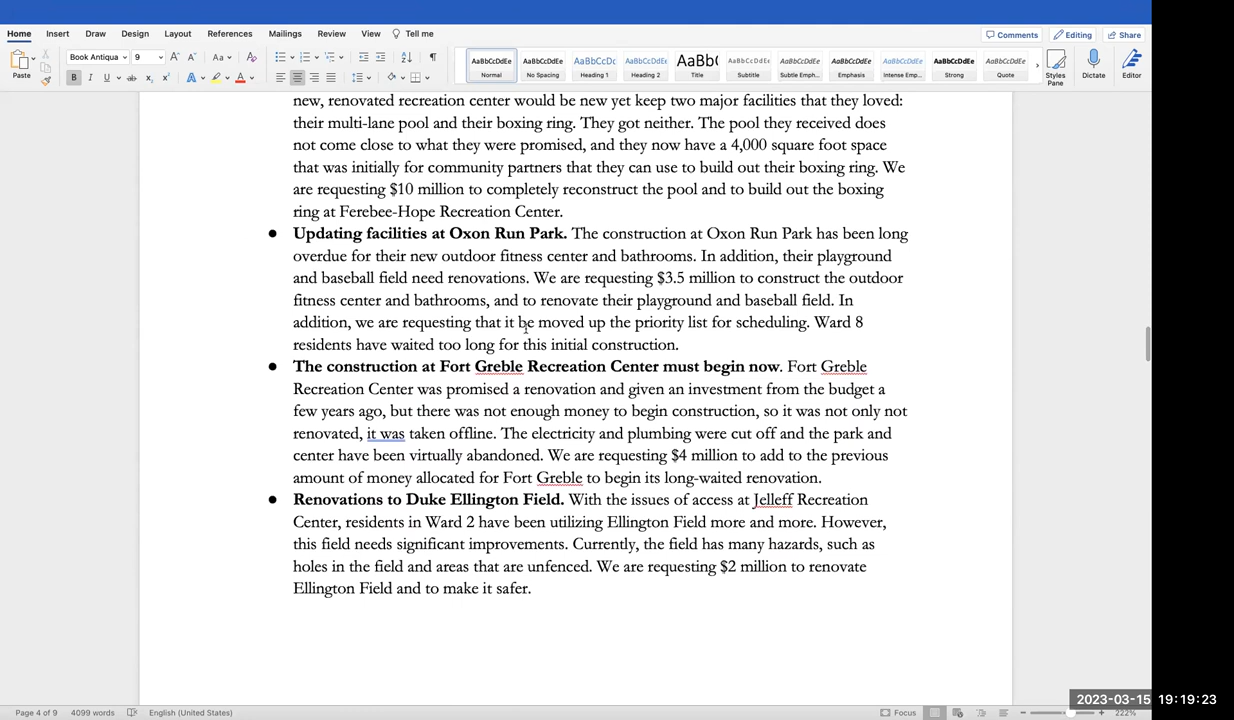 Home Insert Draw Design Layout References Mailings Review View Tell me Comments Editing Share
Paste Book Antiqua 9 Aa
AaBbCcDdEe AaBbCcDdEe AaBbCcDc AaBbCcDdE AaBb( AaBbCcDdEe AaBbCcDdEe AaBbCcDdEe AaBbCcDdEe AaBbCcDdEe AaBbCcDdEe
Normal No Spacing Heading 1 Heading 2 Title Subtitle Subtle Emph... Emphasis Intense Emp... Strong Quote Styles Pane Dictate Editor
new, renovated recreation center would be new yet keep two major facilities that they loved:
their multi-lane pool and their boxing ring. They got neither. The pool they received does
not come close to what they were promised, and they now have a 4,000 square foot space
that was initially for community partners that they can use to build out their boxing ring. We
are requesting $10 million to completely reconstruct the pool and to build out the boxing
ring at Ferebee-Hope Recreation Center.
● Updating facilities at Oxon Run Park. The construction at Oxon Run Park has been long
overdue for their new outdoor fitness center and bathrooms. In addition, their playground
and baseball field need renovations. We are requesting $3.5 million to construct the outdoor
fitness center and bathrooms, and to renovate their playground and baseball field. In
addition, we are requesting that it be moved up the priority list for scheduling. Ward 8
residents have waited too long for this initial construction.
● The construction at Fort Greble Recreation Center must begin now. Fort Greble
Recreation Center was promised a renovation and given an investment from the budget a
few years ago, but there was not enough money to begin construction, so it was not only not
renovated, it was taken offline. The electricity and plumbing were cut off and the park and
center have been virtually abandoned. We are requesting $4 million to add to the previous
amount of money allocated for Fort Greble to begin its long-waited renovation.
● Renovations to Duke Ellington Field. With the issues of access at Jelleff Recreation
Center, residents in Ward 2 have been utilizing Ellington Field more and more. However,
this field needs significant improvements. Currently, the field has many hazards, such as
holes in the field and areas that are unfenced. We are requesting $2 million to renovate
Ellington Field and to make it safer.
2023-03-15 19:19:23
Page 4 of 9 4099 words English (United States) Focus 222%